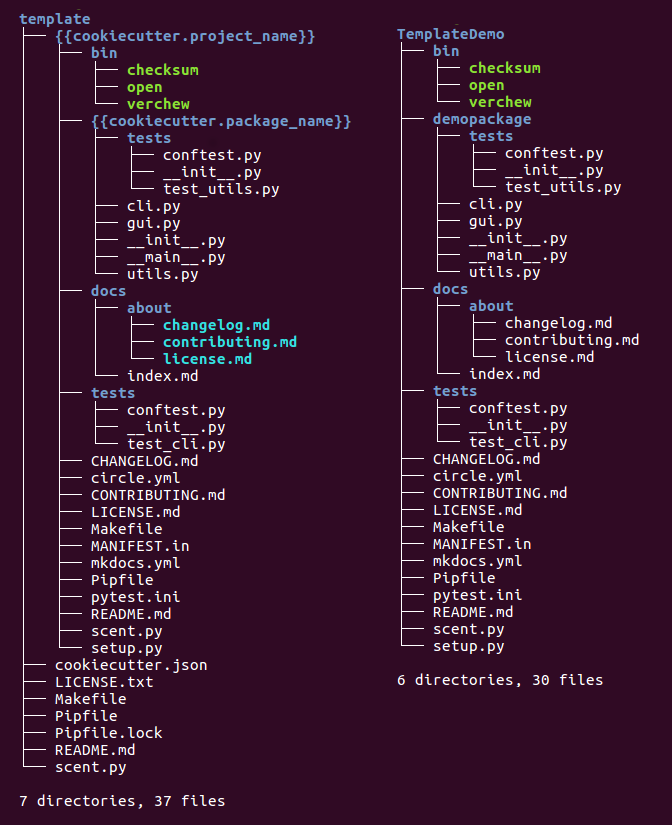 template
├── {{cookiecutter.project_name}}
│   ├── bin
│   │   ├── checksum
│   │   ├── open
│   │   └── verchew
│   ├── {{cookiecutter.package_name}}
│   │   ├── tests
│   │   │   ├── conftest.py
│   │   │   ├── __init__.py
│   │   │   └── test_utils.py
│   │   ├── cli.py
│   │   ├── gui.py
│   │   ├── __init__.py
│   │   ├── __main__.py
│   │   └── utils.py
│   ├── docs
│   │   ├── about
│   │   │   ├── changelog.md
│   │   │   ├── contributing.md
│   │   │   └── license.md
│   │   └── index.md
│   ├── tests
│   │   ├── conftest.py
│   │   ├── __init__.py
│   │   └── test_cli.py
│   ├── CHANGELOG.md
│   ├── circle.yml
│   ├── CONTRIBUTING.md
│   ├── LICENSE.md
│   ├── Makefile
│   ├── MANIFEST.in
│   ├── mkdocs.yml
│   ├── Pipfile
│   ├── pytest.ini
│   ├── README.md
│   ├── scent.py
│   └── setup.py
├── cookiecutter.json
├── LICENSE.txt
├── Makefile
├── Pipfile
├── Pipfile.lock
├── README.md
└── scent.py
7 directories, 37 files
TemplateDemo
├── bin
│   ├── checksum
│   ├── open
│   └── verchew
├── demopackage
│   ├── tests
│   │   ├── conftest.py
│   │   ├── __init__.py
│   │   └── test_utils.py
│   ├── cli.py
│   ├── gui.py
│   ├── __init__.py
│   ├── __main__.py
│   └── utils.py
├── docs
│   ├── about
│   │   ├── changelog.md
│   │   ├── contributing.md
│   │   └── license.md
│   └── index.md
├── tests
│   ├── conftest.py
│   ├── __init__.py
│   └── test_cli.py
├── CHANGELOG.md
├── circle.yml
├── CONTRIBUTING.md
├── LICENSE.md
├── Makefile
├── MANIFEST.in
├── mkdocs.yml
├── Pipfile
├── pytest.ini
├── README.md
├── scent.py
└── setup.py
6 directories, 30 files